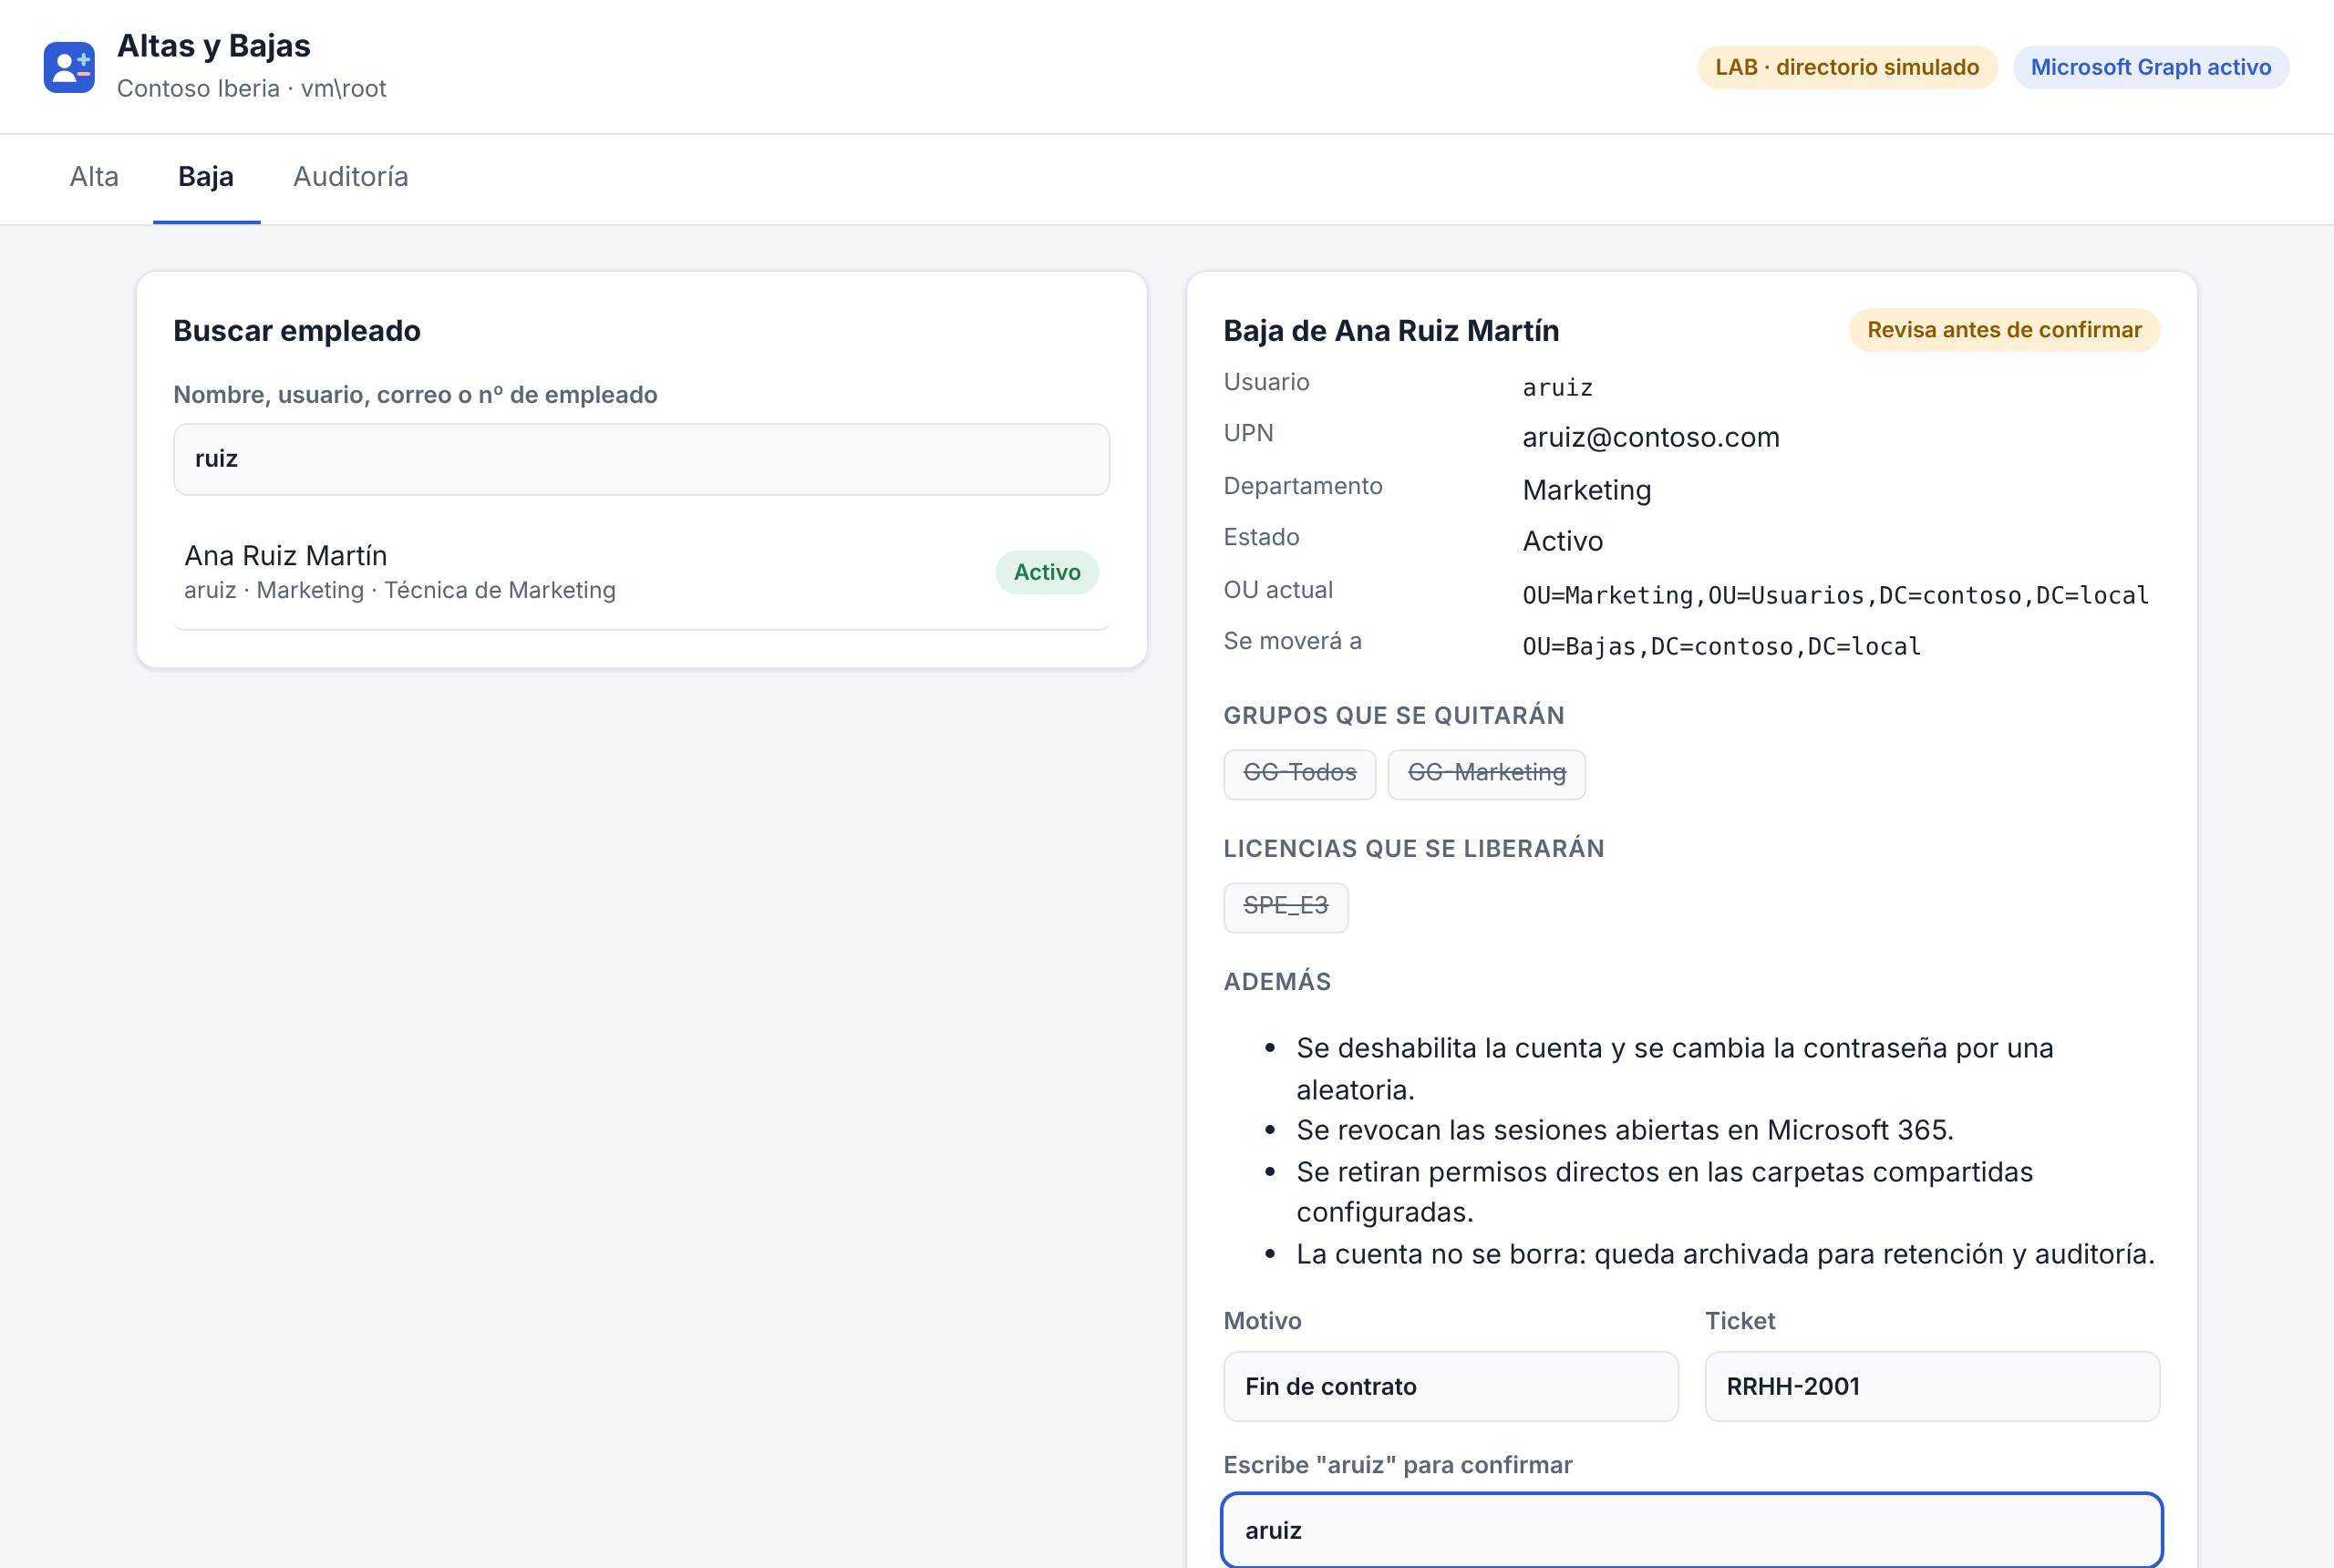 Altas y Bajas
Contoso Iberia · vm\root
LAB · directorio simulado
Microsoft Graph activo
Alta
Baja
Auditoría
Buscar empleado
Nombre, usuario, correo o nº de empleado
ruiz
Ana Ruiz Martín
aruiz · Marketing · Técnica de Marketing
Activo
Baja de Ana Ruiz Martín
Revisa antes de confirmar
Usuario aruiz
UPN aruiz@contoso.com
Departamento Marketing
Estado Activo
OU actual OU=Marketing,OU=Usuarios,DC=contoso,DC=local
Se moverá a OU=Bajas,DC=contoso,DC=local
GRUPOS QUE SE QUITARÁN
GG-Todos GG-Marketing
LICENCIAS QUE SE LIBERARÁN
SPE_E3
ADEMÁS
• Se deshabilita la cuenta y se cambia la contraseña por una
aleatoria.
• Se revocan las sesiones abiertas en Microsoft 365.
• Se retiran permisos directos en las carpetas compartidas
configuradas.
• La cuenta no se borra: queda archivada para retención y auditoría.
Motivo Ticket
Fin de contrato RRHH-2001
Escribe "aruiz" para confirmar
aruiz